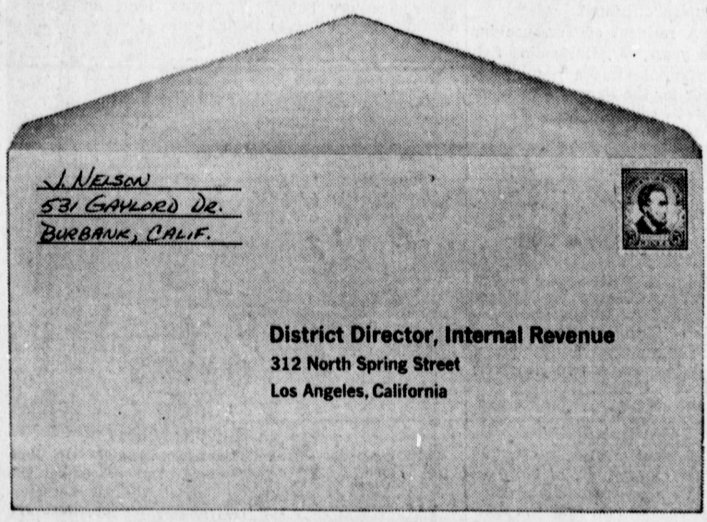 J. NELSON
531 GAYLORD DR.
BURBANK, CALIF.
District Director, Internal Revenue
312 North Spring Street
Los Angeles, California